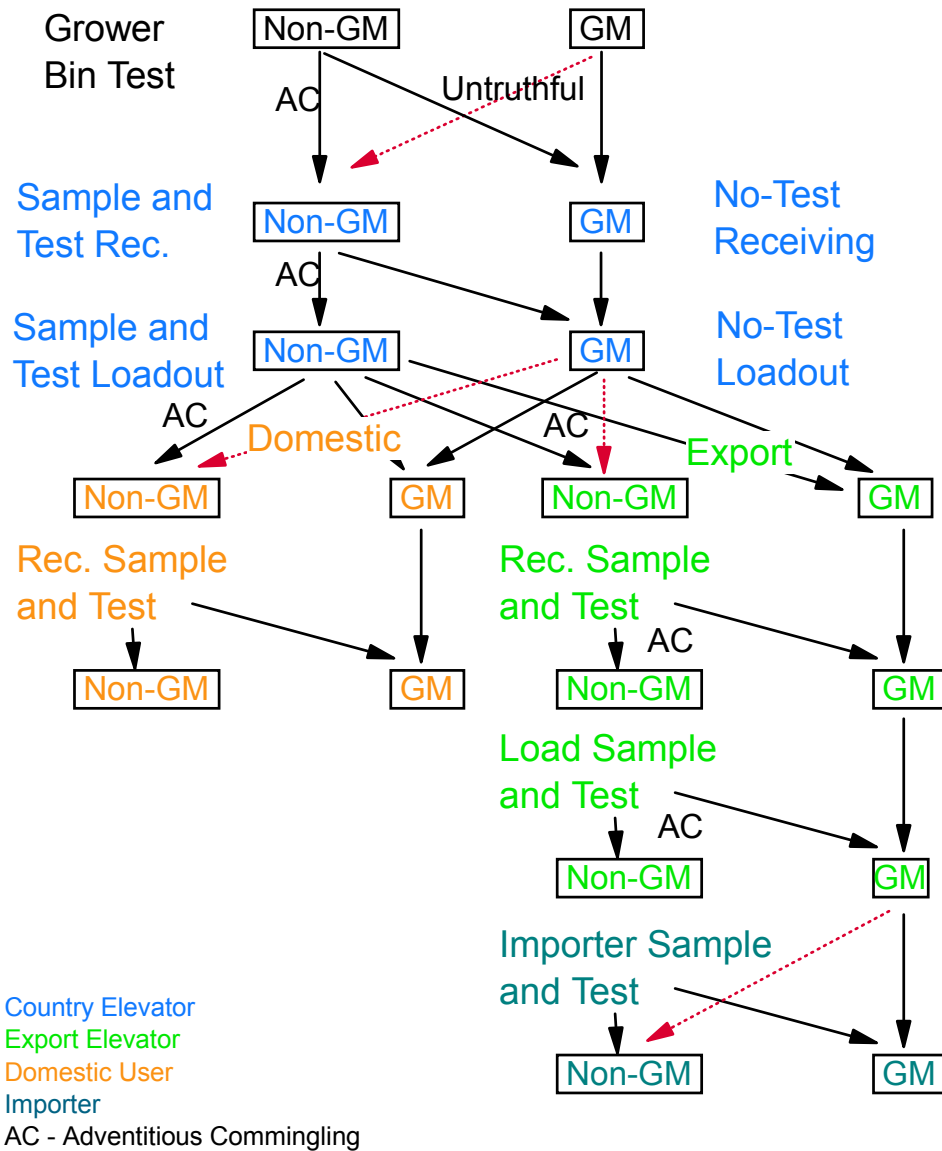 Grower
Bin Test
Non-GM
GM
AC
Untruthful
Sample and
Test Rec.
Non-GM
GM
No-Test
Receiving
AC
Sample and
Test Loadout
Non-GM
GM
No-Test
Loadout
AC
Domestic
AC
Export
Non-GM
GM
Non-GM
GM
Rec. Sample
and Test
Rec. Sample
and Test
AC
Non-GM
GM
Non-GM
GM
Load Sample
and Test
AC
Non-GM
GM
Importer Sample
and Test
Non-GM
GM
Country Elevator
Export Elevator
Domestic User
Importer
AC - Adventitious Commingling